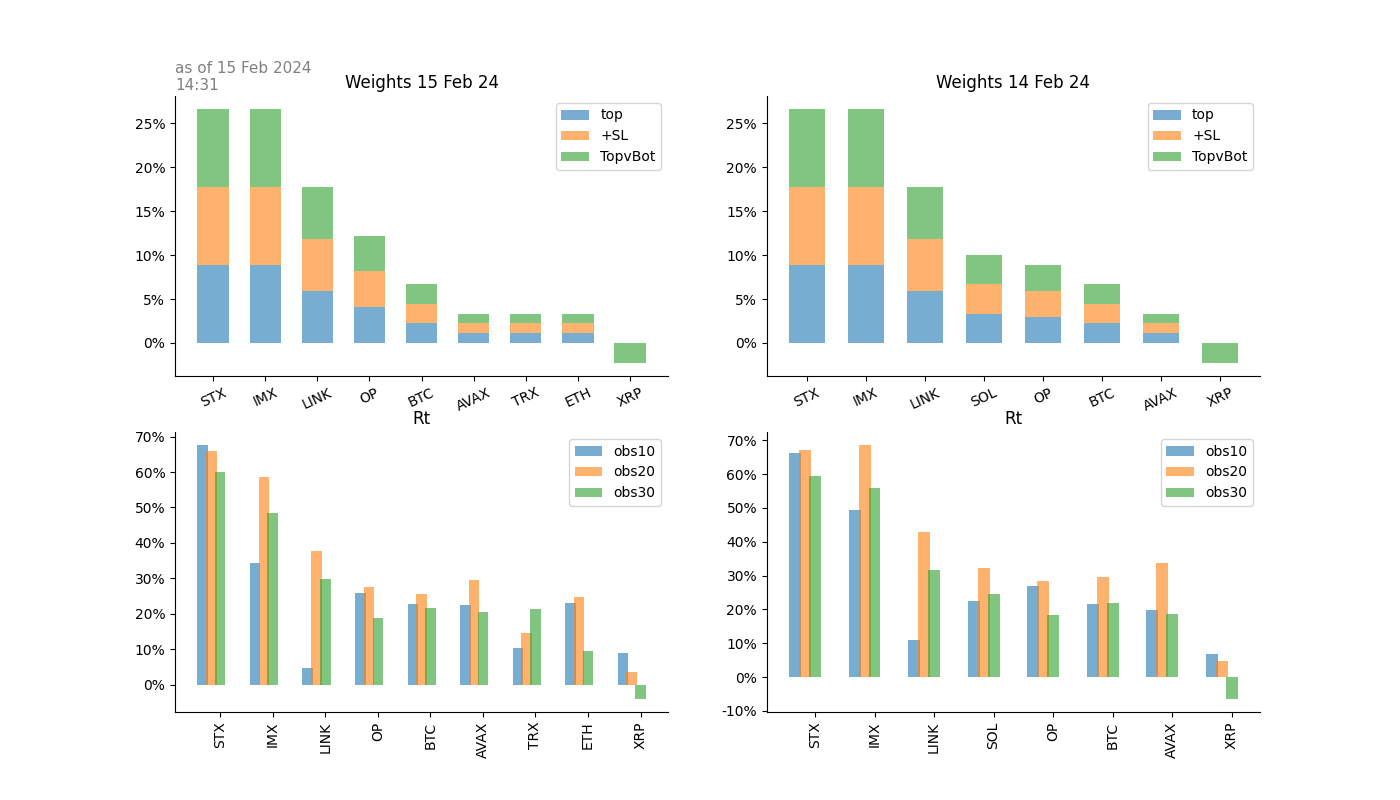 as of 15 Feb 2024
14:31
Weights 15 Feb 24
25%
20%
15%
10%
5%
0%
top
+SL
TopvBot
STX IMX LINK OP BTC AVAX TRX ETH XRP
Weights 14 Feb 24
25%
20%
15%
10%
5%
0%
top
+SL
TopvBot
STX IMX LINK SOL OP BTC AVAX XRP
Rt
70%
60%
50%
40%
30%
20%
10%
0%
obs10
obs20
obs30
STX IMX LINK OP BTC AVAX TRX ETH XRP
Rt
70%
60%
50%
40%
30%
20%
10%
0%
-10%
obs10
obs20
obs30
STX IMX LINK SOL OP BTC AVAX XRP